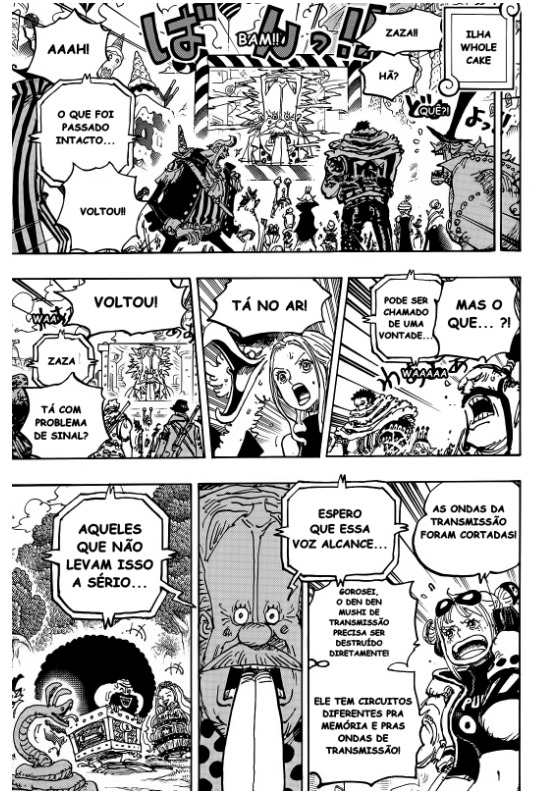 ILHA
WHOLE
CAKE
ZAZA!!
HÃ?
QUÊ?!
ばんっ!!
BAM!!
AAAH!
O QUE FOI
PASSADO
INTACTO...
VOLTOU!!
MAS O
QUE... ?!
PODE SER
CHAMADO
DE UMA
VONTADE...
WAAAAA
TÁ NO AR!
VOLTOU!
WAA
ZAZA
TÁ COM
PROBLEMA
DE SINAL?
AS ONDAS DA
TRANSMISSÃO
FORAM CORTADAS!
ESPERO
QUE ESSA
VOZ ALCANCE...
GOROSEI,
O DEN DEN
MUSHI DE
TRANSMISSÃO
PRECISA SER
DESTRUÍDO
DIRETAMENTE!
ELE TEM CIRCUITOS
DIFERENTES PRA
MEMÓRIA E PRAS
ONDAS DE
TRANSMISSÃO!
PU
AQUELES
QUE NÃO
LEVAM ISSO
A SÉRIO...